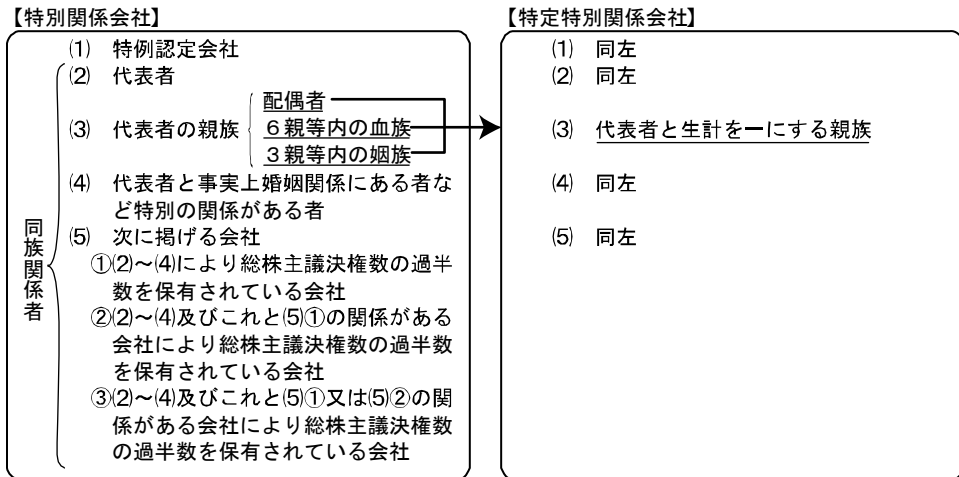 【特別関係会社】
⑴ 特例認定会社
⑵ 代表者
⑶ 代表者の親族
配偶者
６親等内の血族
３親等内の姻族
⑷ 代表者と事実上婚姻関係にある者な
ど特別の関係がある者
⑸ 次に掲げる会社
①⑵～⑷により総株主議決権数の過半
数を保有されている会社
②⑵～⑷及びこれと⑸①の関係がある
会社により総株主議決権数の過半数
を保有されている会社
③⑵～⑷及びこれと⑸①又は⑸②の関
係がある会社により総株主議決権数
の過半数を保有されている会社
同族関係者
【特定特別関係会社】
⑴ 同左
⑵ 同左
⑶ 代表者と生計を一にする親族
⑷ 同左
⑸ 同左